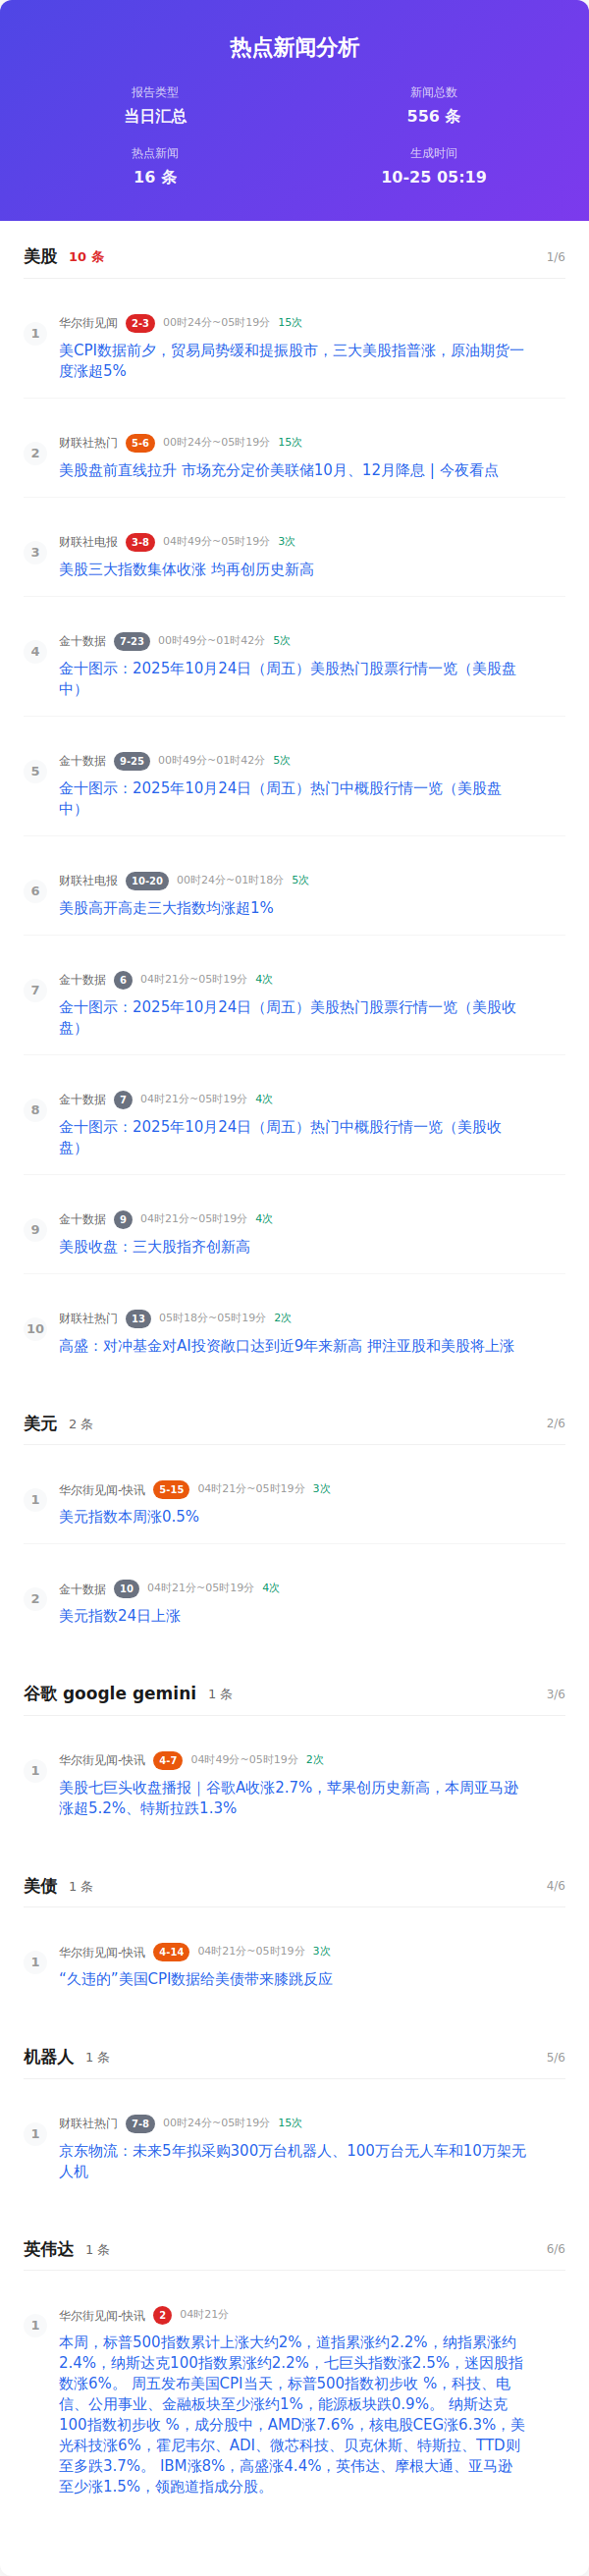 热点新闻分析
报告类型
当日汇总
新闻总数
556 条
热点新闻
16 条
生成时间
10-25 05:19
美股 10 条 1/6
1
华尔街见闻 2-3 00时24分~05时19分 15次
美CPI数据前夕，贸易局势缓和提振股市，三大美股指普涨，原油期货一
度涨超5%
2
财联社热门 5-6 00时24分~05时19分 15次
美股盘前直线拉升 市场充分定价美联储10月、12月降息 | 今夜看点
3
财联社电报 3-8 04时49分~05时19分 3次
美股三大指数集体收涨 均再创历史新高
4
金十数据 7-23 00时49分~01时42分 5次
金十图示：2025年10月24日（周五）美股热门股票行情一览（美股盘
中）
5
金十数据 9-25 00时49分~01时42分 5次
金十图示：2025年10月24日（周五）热门中概股行情一览（美股盘
中）
6
财联社电报 10-20 00时24分~01时18分 5次
美股高开高走三大指数均涨超1%
7
金十数据 6 04时21分~05时19分 4次
金十图示：2025年10月24日（周五）美股热门股票行情一览（美股收
盘）
8
金十数据 7 04时21分~05时19分 4次
金十图示：2025年10月24日（周五）热门中概股行情一览（美股收
盘）
9
金十数据 9 04时21分~05时19分 4次
美股收盘：三大股指齐创新高
10
财联社热门 13 05时18分~05时19分 2次
高盛：对冲基金对AI投资敞口达到近9年来新高 押注亚股和美股将上涨
美元 2 条 2/6
1
华尔街见闻-快讯 5-15 04时21分~05时19分 3次
美元指数本周涨0.5%
2
金十数据 10 04时21分~05时19分 4次
美元指数24日上涨
谷歌 google gemini 1 条 3/6
1
华尔街见闻-快讯 4-7 04时49分~05时19分 2次
美股七巨头收盘播报｜谷歌A收涨2.7%，苹果创历史新高，本周亚马逊
涨超5.2%、特斯拉跌1.3%
美债 1 条 4/6
1
华尔街见闻-快讯 4-14 04时21分~05时19分 3次
“久违的”美国CPI数据给美债带来膝跳反应
机器人 1 条 5/6
1
财联社热门 7-8 00时24分~05时19分 15次
京东物流：未来5年拟采购300万台机器人、100万台无人车和10万架无
人机
英伟达 1 条 6/6
1
华尔街见闻-快讯 2 04时21分
本周，标普500指数累计上涨大约2%，道指累涨约2.2%，纳指累涨约
2.4%，纳斯达克100指数累涨约2.2%，七巨头指数涨2.5%，迷因股指
数涨6%。 周五发布美国CPI当天，标普500指数初步收 %，科技、电
信、公用事业、金融板块至少涨约1%，能源板块跌0.9%。 纳斯达克
100指数初步收 %，成分股中，AMD涨7.6%，核电股CEG涨6.3%，美
光科技涨6%，霍尼韦尔、ADI、微芯科技、贝克休斯、特斯拉、TTD则
至多跌3.7%。 IBM涨8%，高盛涨4.4%，英伟达、摩根大通、亚马逊
至少涨1.5%，领跑道指成分股。